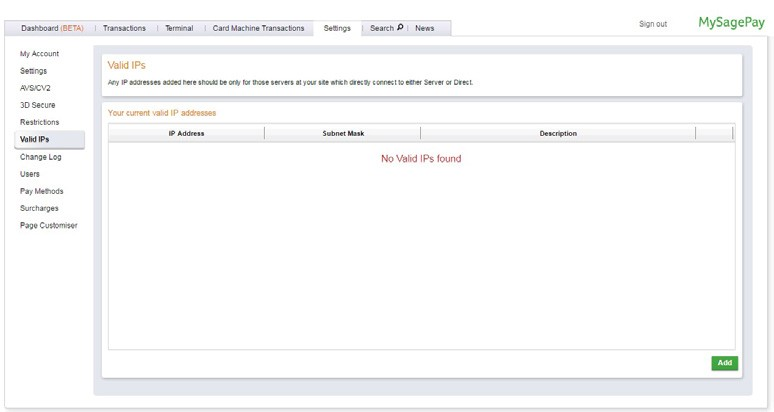 Dashboard (BETA) Transactions Terminal Card Machine Transactions Settings Search News Sign out MySagePay
My Account
Settings
AVS/CV2
3D Secure
Restrictions
Valid IPs
Change Log
Users
Pay Methods
Surcharges
Page Customiser
Valid IPs
Any IP addresses added here should be only for those servers at your site which directly connect to either Server or Direct.
Your current valid IP addresses
IP Address Subnet Mask Description
No Valid IPs found
Add